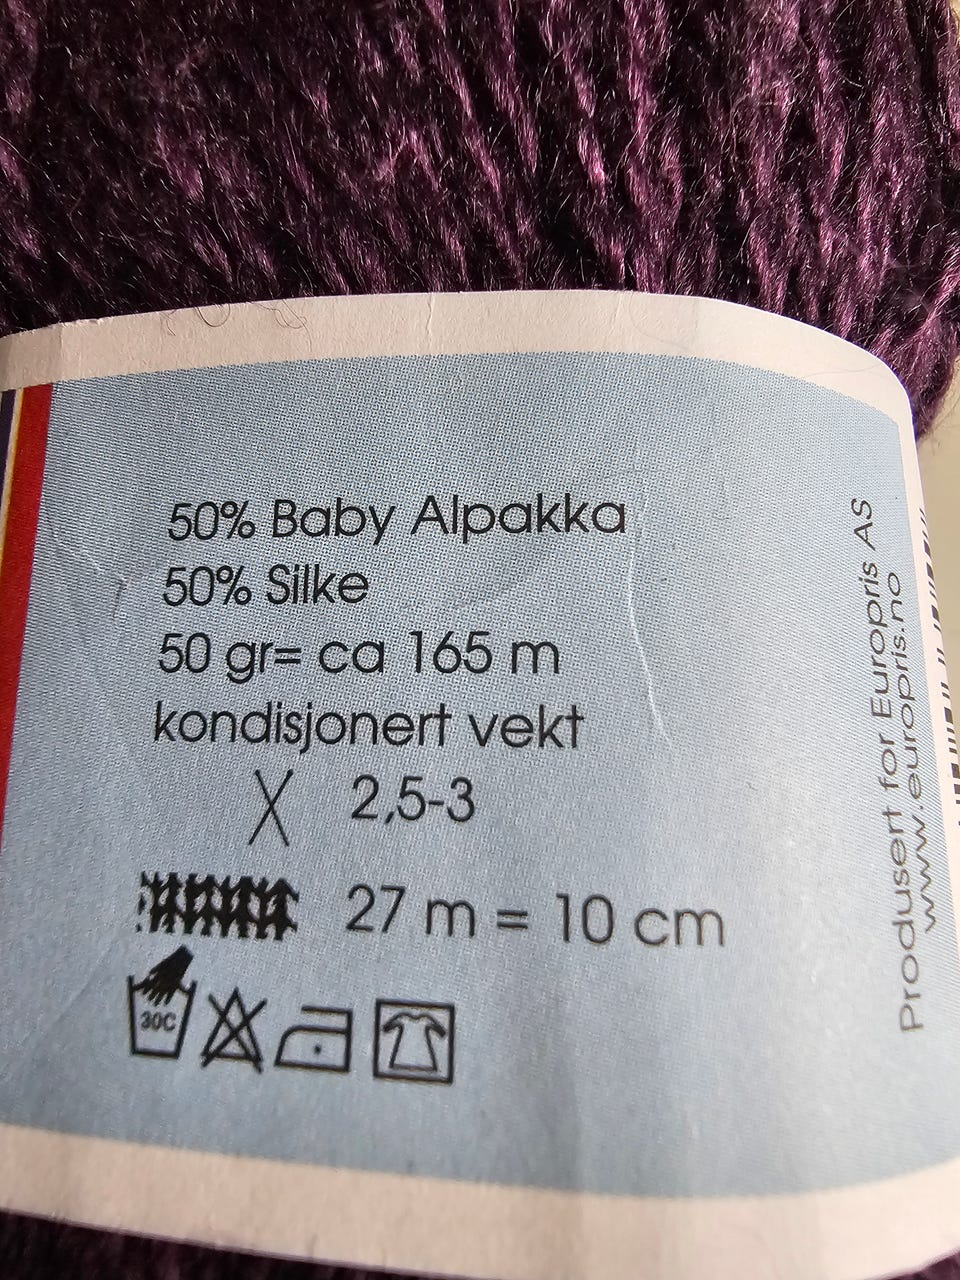 50% Baby Alpakka
50% Silke
50 gr= ca 165 m
kondisjonert vekt
2,5-3
27 m = 10 cm
30C
Produsert for Europris AS
www.europris.no